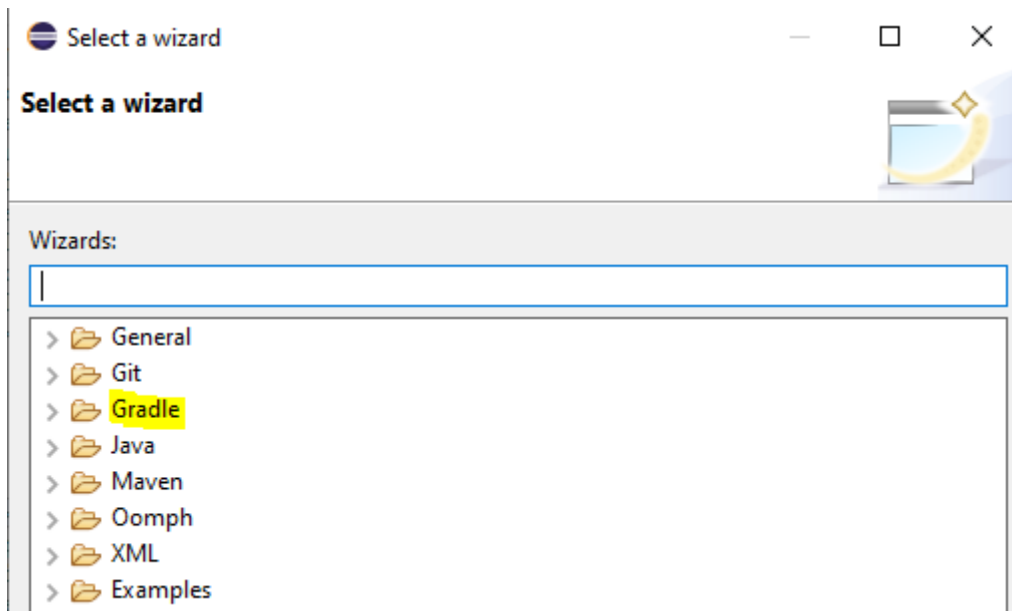 Select a wizard
Select a wizard
Wizards:
General
Git
Gradle
Java
Maven
Oomph
XML
Examples